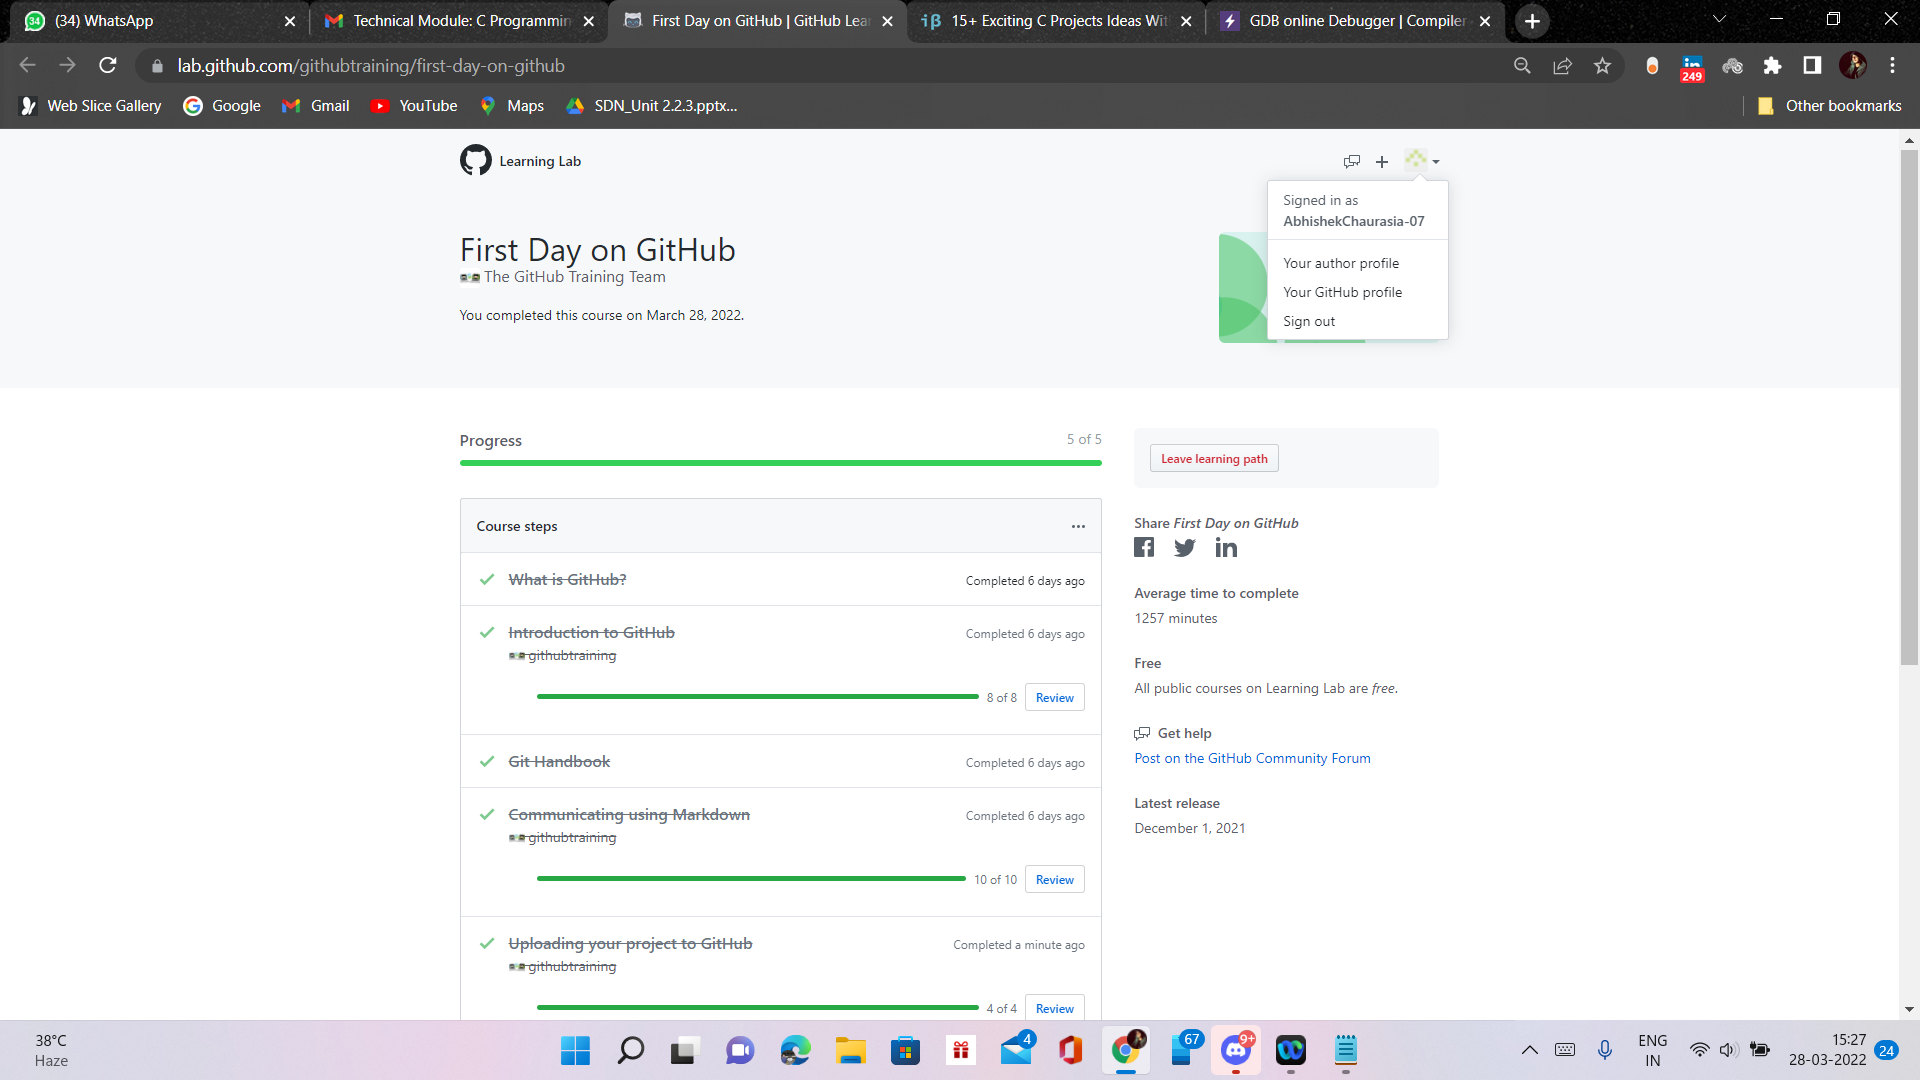 (34) WhatsApp
Technical Module: C Programmin
First Day on GitHub | GitHub Lea
15+ Exciting C Projects Ideas Wit
GDB online Debugger | Compiler
lab.github.com/githubtraining/first-day-on-github
249
Web Slice Gallery
Google
Gmail
YouTube
Maps
SDN_Unit 2.2.3.pptx...
Other bookmarks
Learning Lab
Signed in as
AbhishekChaurasia-07
Your author profile
Your GitHub profile
Sign out
First Day on GitHub
The GitHub Training Team
You completed this course on March 28, 2022.
Progress
5 of 5
Course steps
What is GitHub?
Completed 6 days ago
Introduction to GitHub
Completed 6 days ago
githubtraining
8 of 8
Review
Git Handbook
Completed 6 days ago
Communicating using Markdown
Completed 6 days ago
githubtraining
10 of 10
Review
Uploading your project to GitHub
Completed a minute ago
githubtraining
4 of 4
Review
Leave learning path
Share First Day on GitHub
Average time to complete
1257 minutes
Free
All public courses on Learning Lab are free.
Get help
Post on the GitHub Community Forum
Latest release
December 1, 2021
38°C
Haze
4
67
9+
ENG
IN
15:27
28-03-2022
24